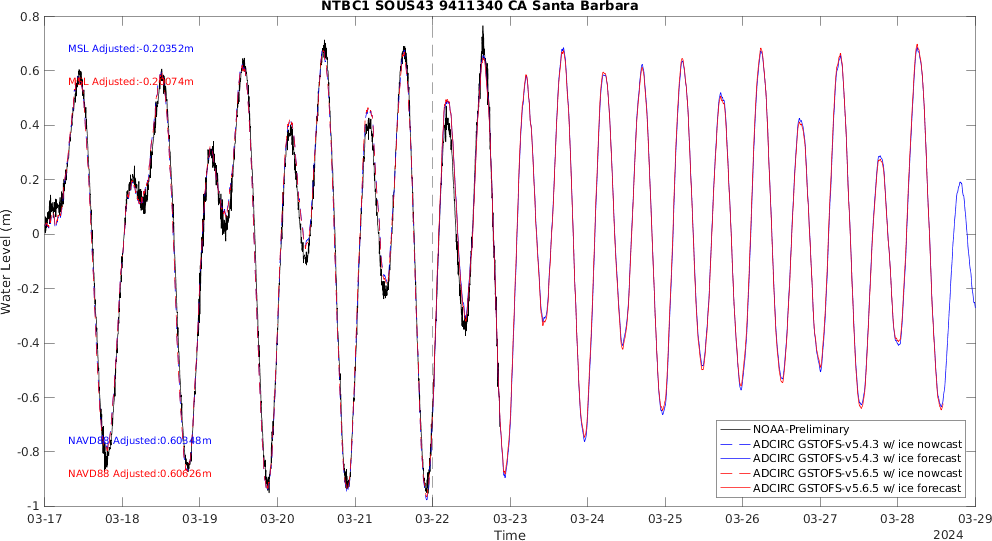 NTBC1 SOUS43 9411340 CA Santa Barbara
0.8
0.6
0.4
0.2
0
-0.2
-0.4
-0.6
-0.8
-1
Water Level (m)
MSL Adjusted:-0.20352m
MSL Adjusted:-0.20074m
NAVD88 Adjusted:0.60348m
NAVD88 Adjusted:0.60626m
NOAA-Preliminary
ADCIRC GSTOFS-v5.4.3 w/ ice nowcast
ADCIRC GSTOFS-v5.4.3 w/ ice forecast
ADCIRC GSTOFS-v5.6.5 w/ ice nowcast
ADCIRC GSTOFS-v5.6.5 w/ ice forecast
03-17 03-18 03-19 03-20 03-21 03-22 03-23 03-24 03-25 03-26 03-27 03-28 03-29
2024
Time